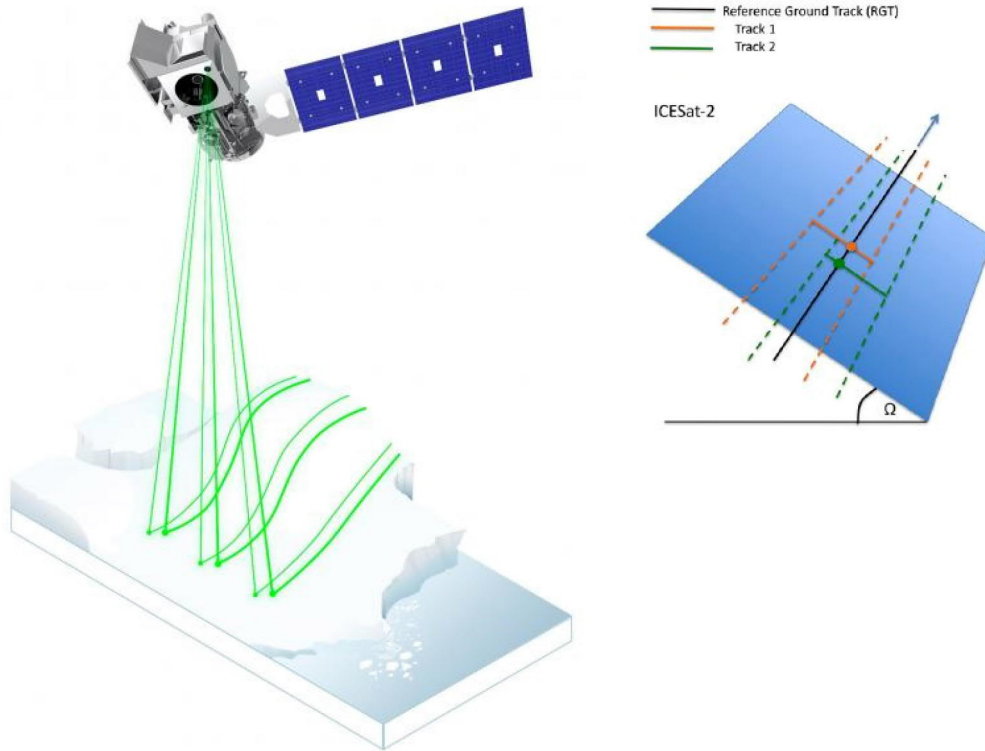 Reference Ground Track (RGT)
Track 1
Track 2
ICESat-2
Ω